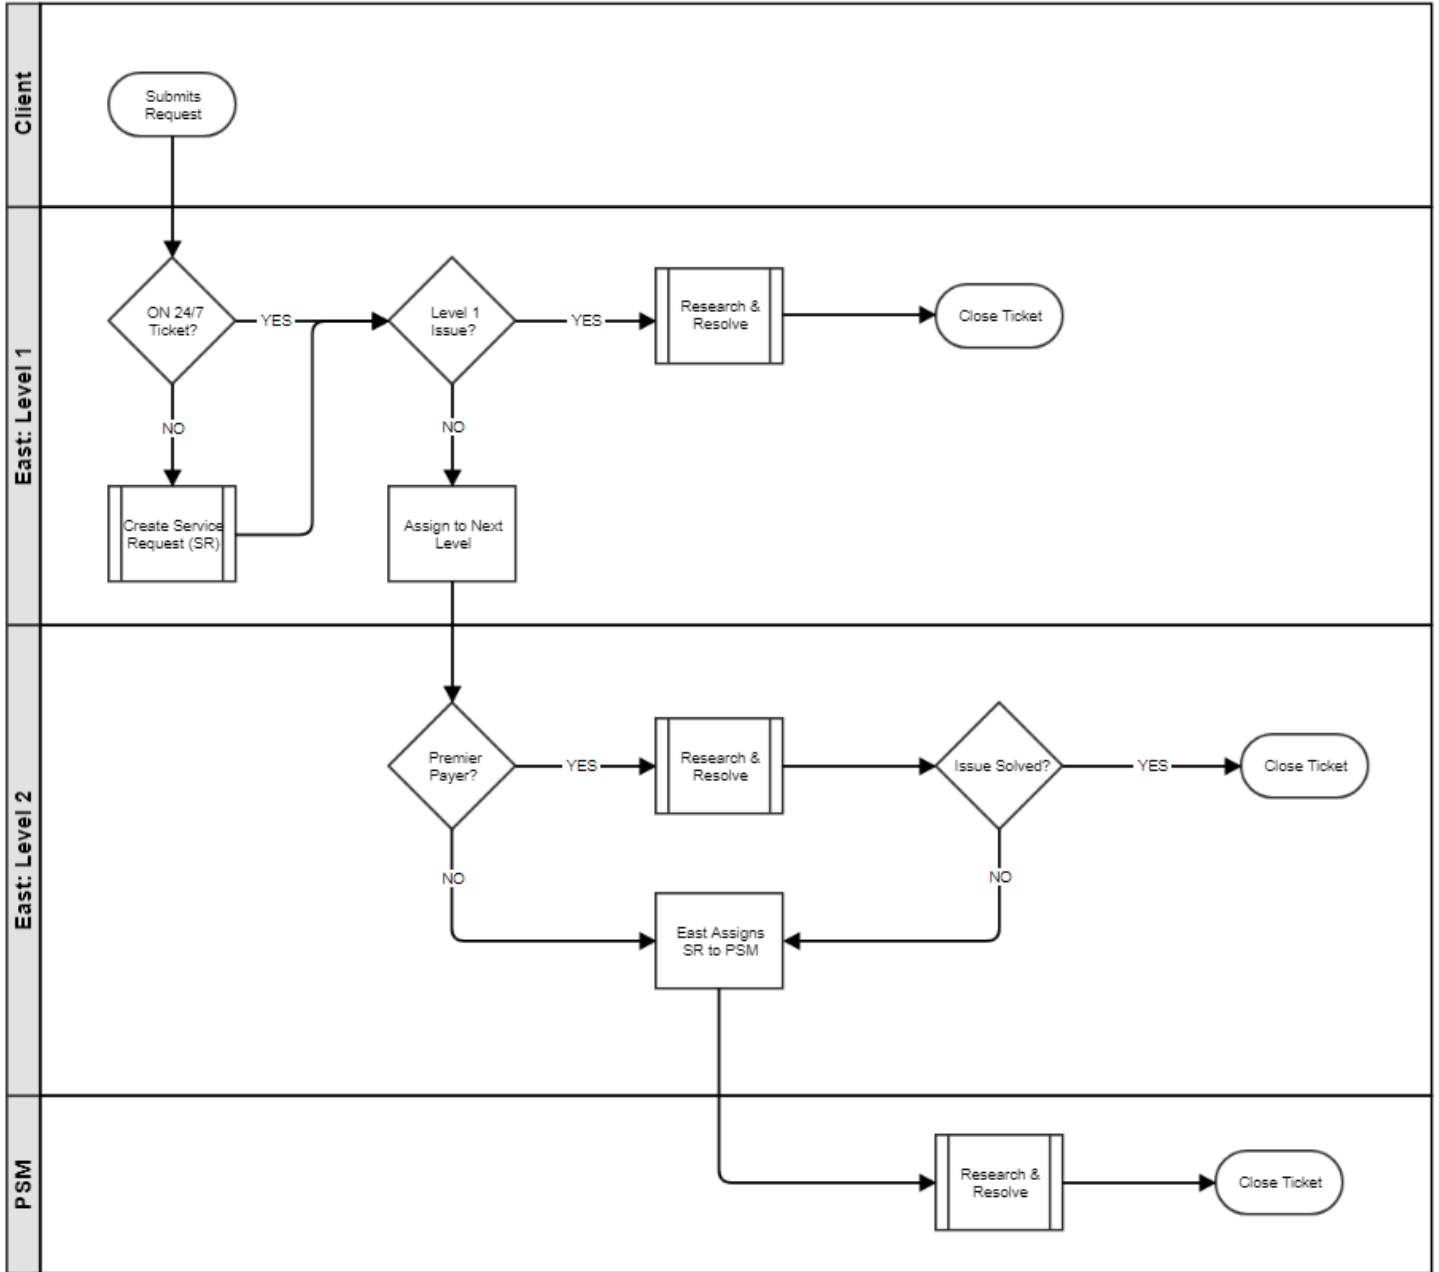 Client
Submits
Request
East: Level 1
ON 24/7
Ticket?
YES
Level 1
Issue?
YES
Research &
Resolve
Close Ticket
NO
NO
Create Service
Request (SR)
Assign to Next
Level
East: Level 2
Premier
Payer?
YES
Research &
Resolve
Issue Solved?
YES
Close Ticket
NO
NO
East Assigns
SR to PSM
PSM
Research &
Resolve
Close Ticket